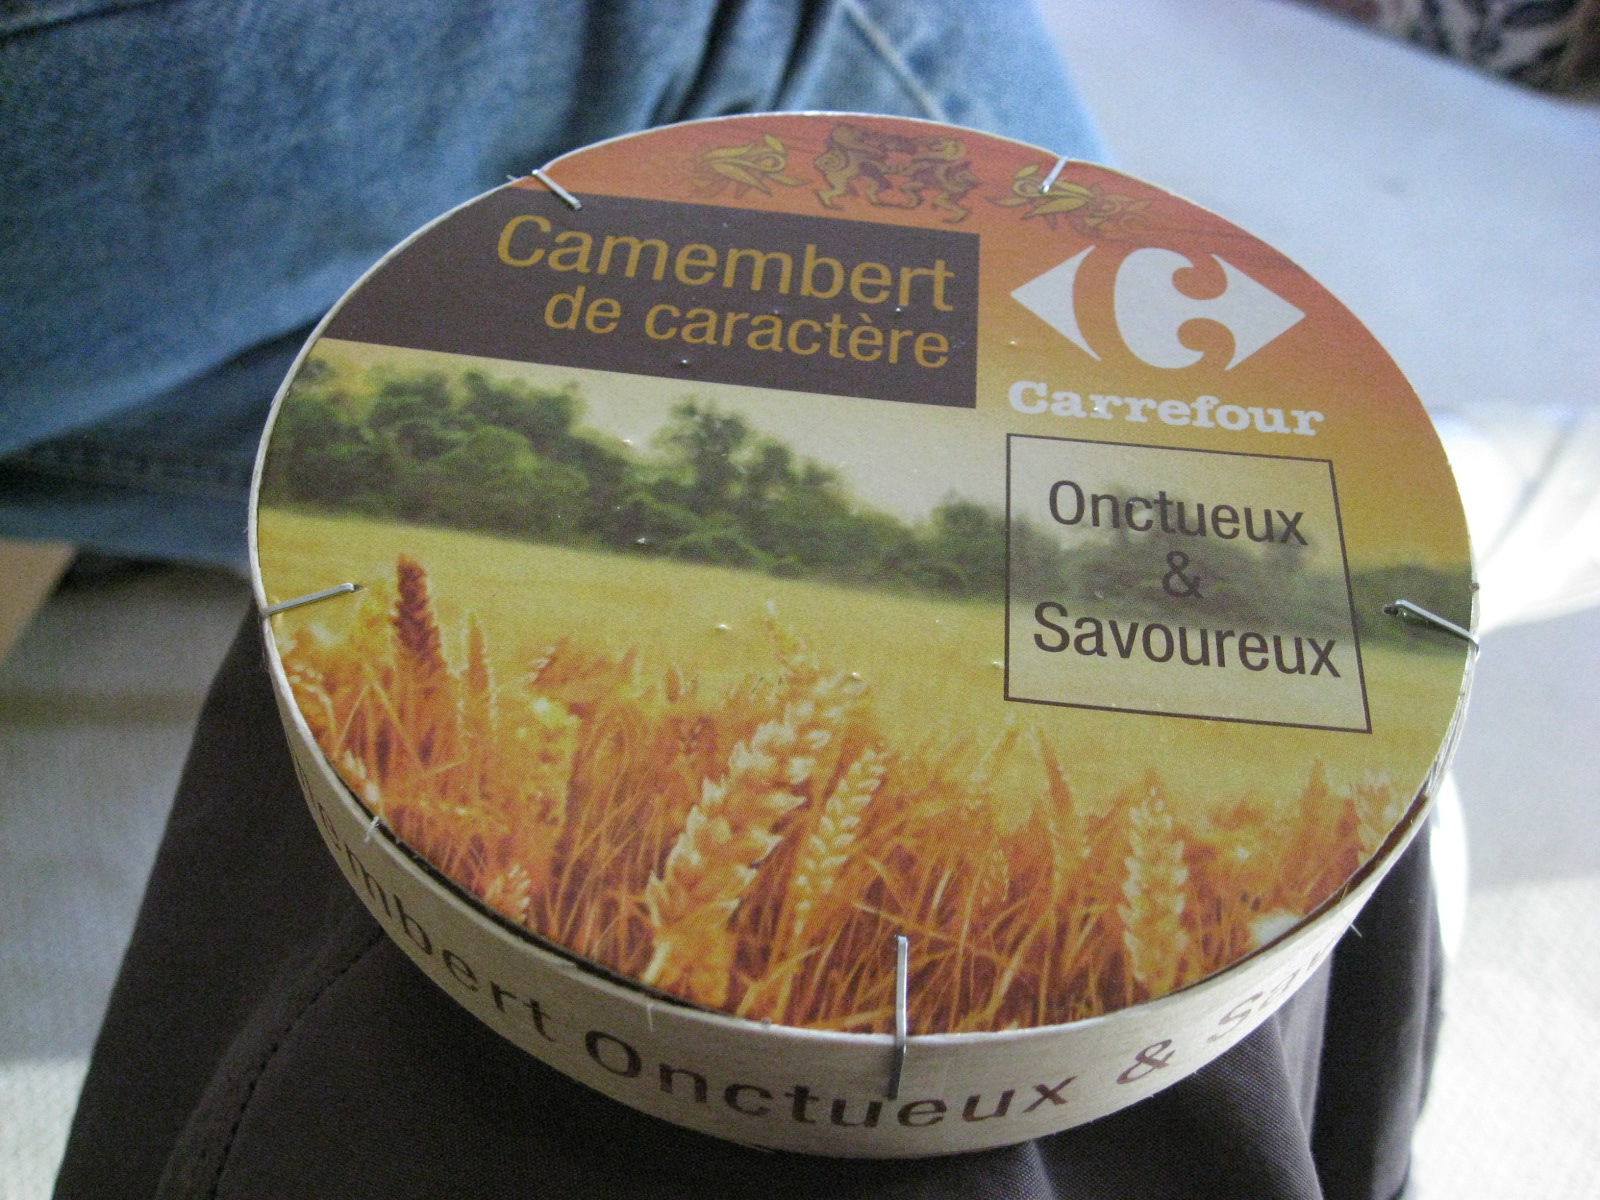 Camembert
de caractère
Carrefour
Onctueux
&
Savoureux
Onctueux &